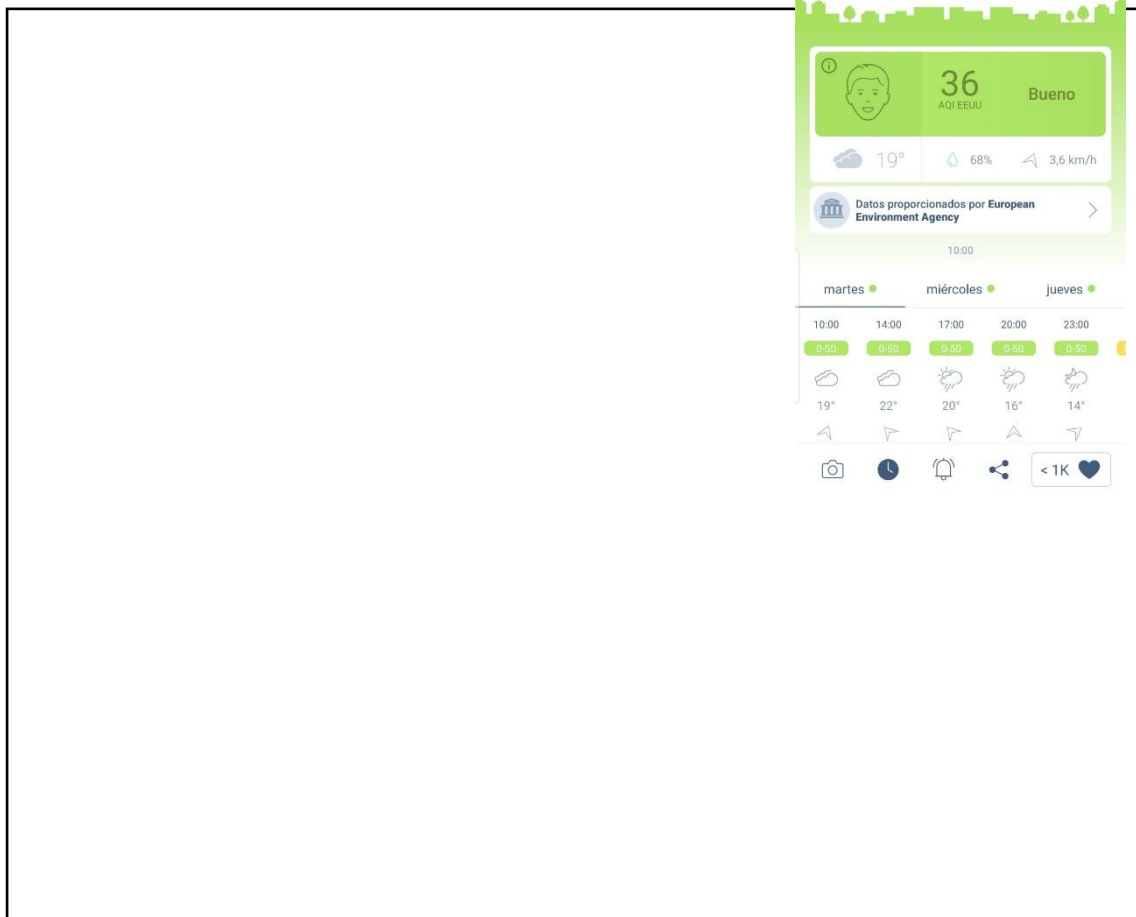 36
AQI EEUU
Bueno
19° 68% 3,6 km/h
Datos proporcionados por European
Environment Agency
10:00
martes miércoles jueves
10:00 14:00 17:00 20:00 23:00
0-50 0-50 0-50 0-50 0-50
19° 22° 20° 16° 14°
< 1K